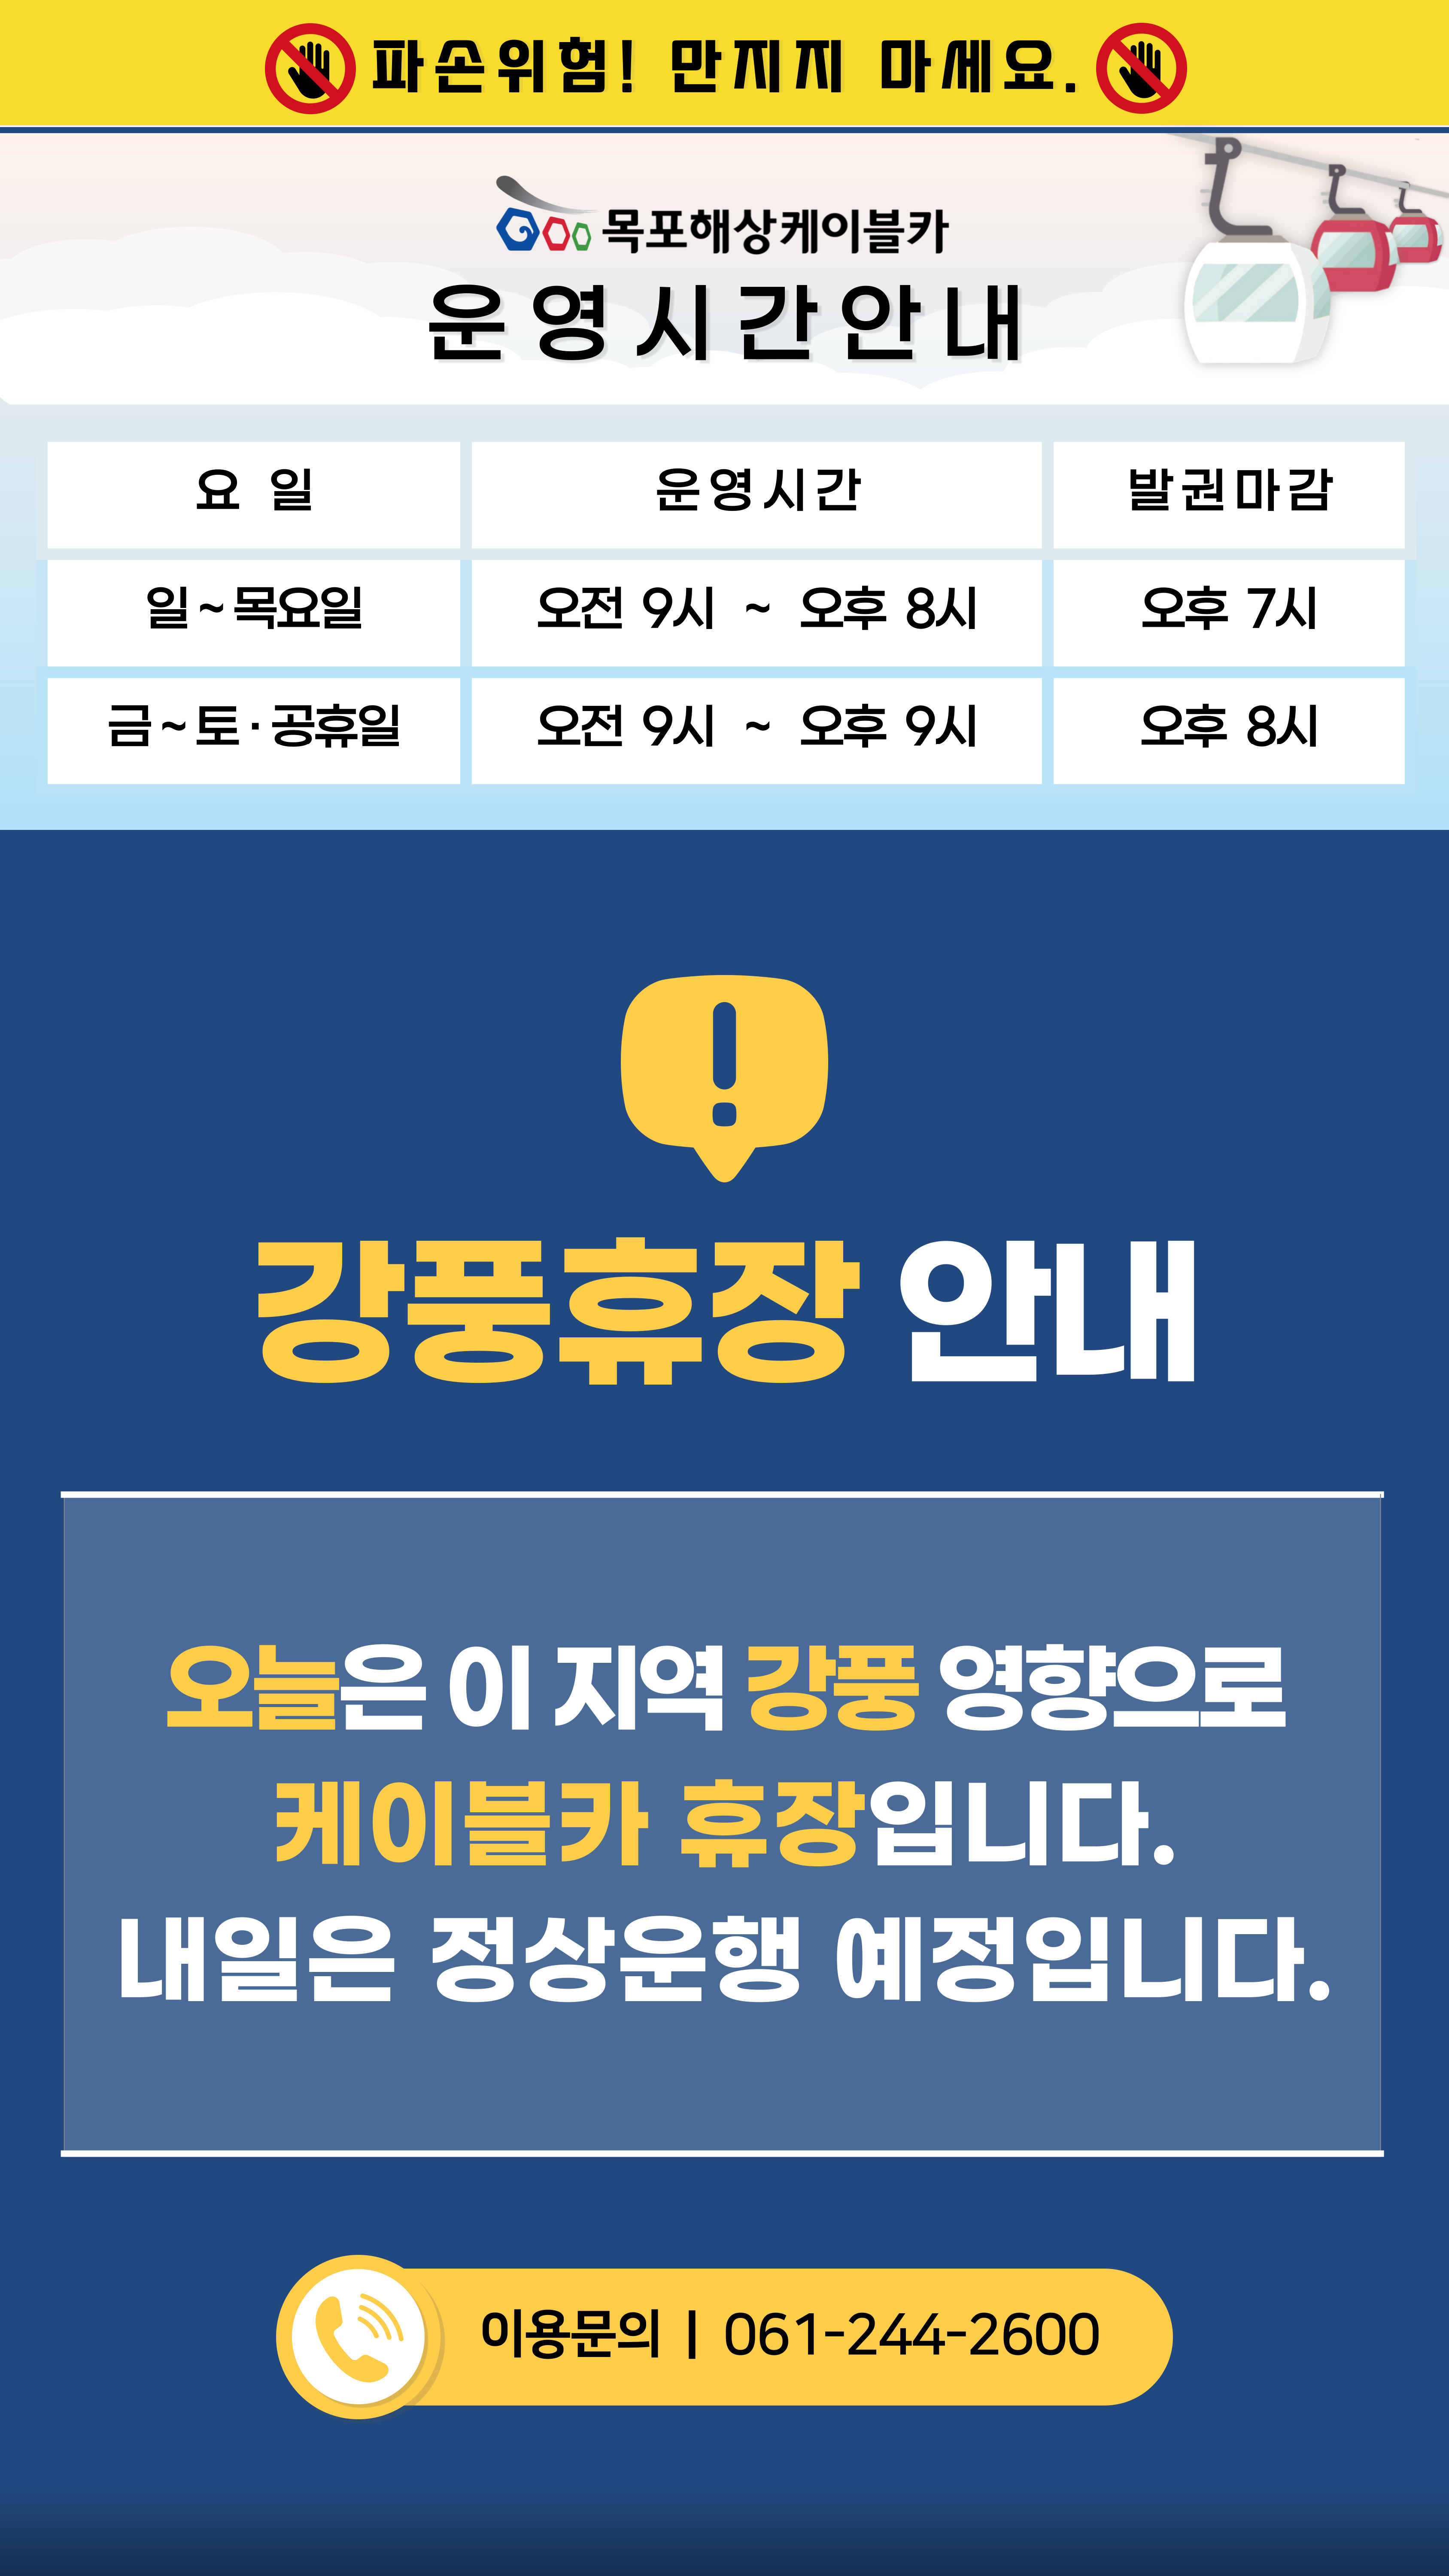 파손위험! 만지지 마세요.
목포해상케이블카
운영시간안내
요 일 운영시간 발권마감
일~목요일 오전 9시 ~ 오후 8시 오후 7시
금~토·공휴일 오전 9시 ~ 오후 9시 오후 8시
강풍휴장 안내
오늘은 이 지역 강풍 영향으로
케이블카 휴장입니다.
내일은 정상운행 예정입니다.
이용문의 | 061-244-2600